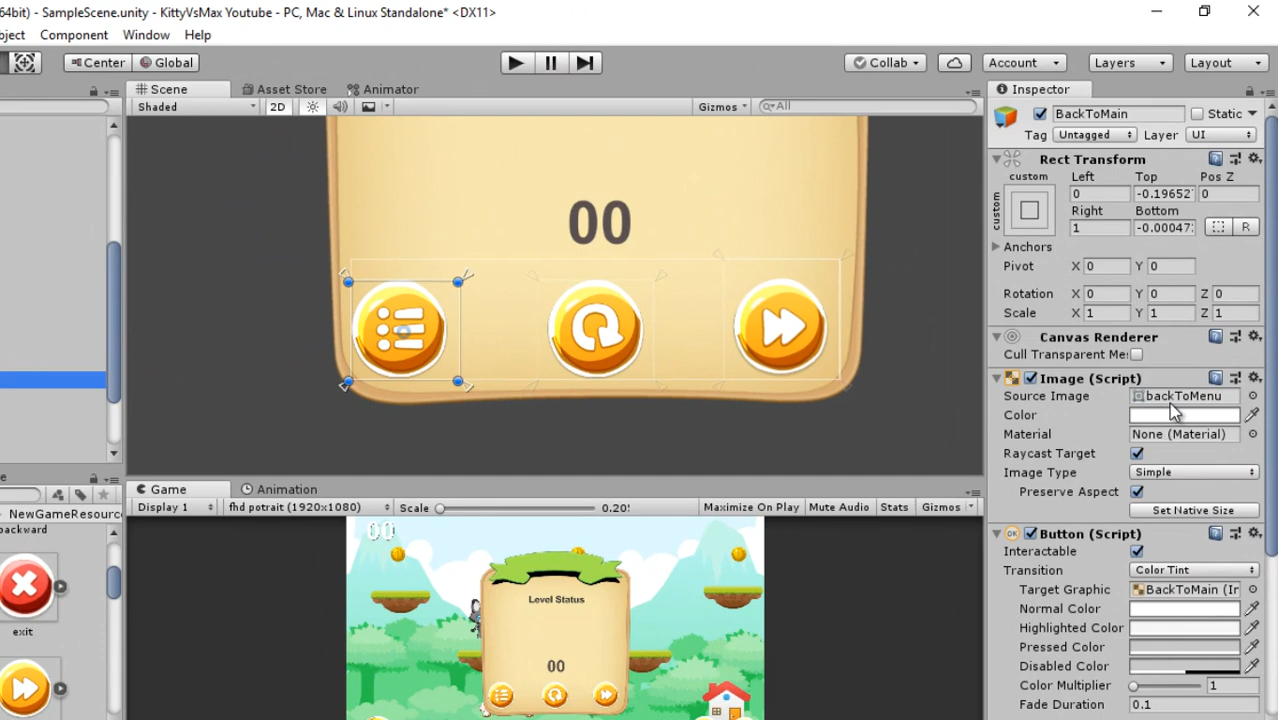 64bit) - SampleScene.unity - KittyVsMax Youtube - PC, Mac & Linux Standalone* <DX11>
bject Component Window Help
Center Global Collab Account Layers Layout
Scene Asset Store Animator Inspector
Shaded 2D Gizmos All
BackToMain Static
Tag Untagged Layer UI
Rect Transform
custom Left Top Pos Z
0 -0.19652 0
custom Right Bottom
1 -0.00047 R
Anchors
Pivot X 0 Y 0
Rotation X 0 Y 0 Z 0
Scale X 1 Y 1 Z 1
00
Canvas Renderer
Cull Transparent Me:
Image (Script)
Source Image backToMenu
Color
Material None (Material)
Raycast Target
Image Type Simple
Preserve Aspect
Set Native Size
e Game Animation
Display 1 fhd potrait (1920x1080) Scale 0.20 Maximize On Play Mute Audio Stats Gizmos
NewGameResourc
backward
exit
00
Level Status
00
Button (Script)
Interactable
Transition Color Tint
Target Graphic BackToMain (Ir
Normal Color
Highlighted Color
Pressed Color
Disabled Color
Color Multiplier 1
Fade Duration 0.1